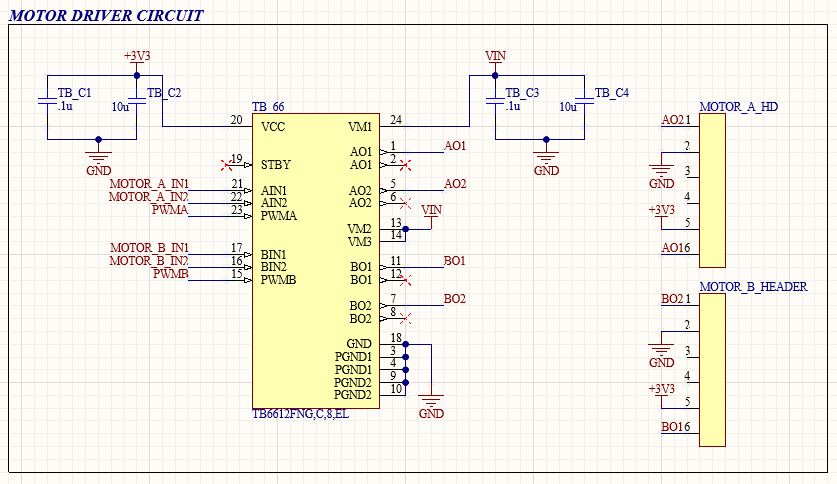 MOTOR DRIVER CIRCUIT
+3V3
TB_C1
.1u
TB_C2
10u
GND
VIN
TB_C3
.1u
TB_C4
10u
GND
TB_66
20 VCC
19 STBY
MOTOR_A_IN1 21 AIN1
MOTOR_A_IN2 22 AIN2
PWMA 23 PWMA
MOTOR_B_IN1 17 BIN1
MOTOR_B_IN2 16 BIN2
PWMB 15 PWMB
VM1 24
AO1 1 AO1
AO1 2
AO2 5 AO2
AO2 6
VIN
VM2 13
VM3 14
BO1 11 BO1
BO1 12
BO2 7 BO2
BO2 8
GND 18
PGND1 3
PGND1 4
PGND2 9
PGND2 10
GND
TB6612FNG,C,8,EL
MOTOR_A_HD
AO2 1
2
GND
3
4
+3V3
5
AO1 6
MOTOR_B_HEADER
BO2 1
2
GND
3
4
+3V3
5
BO1 6